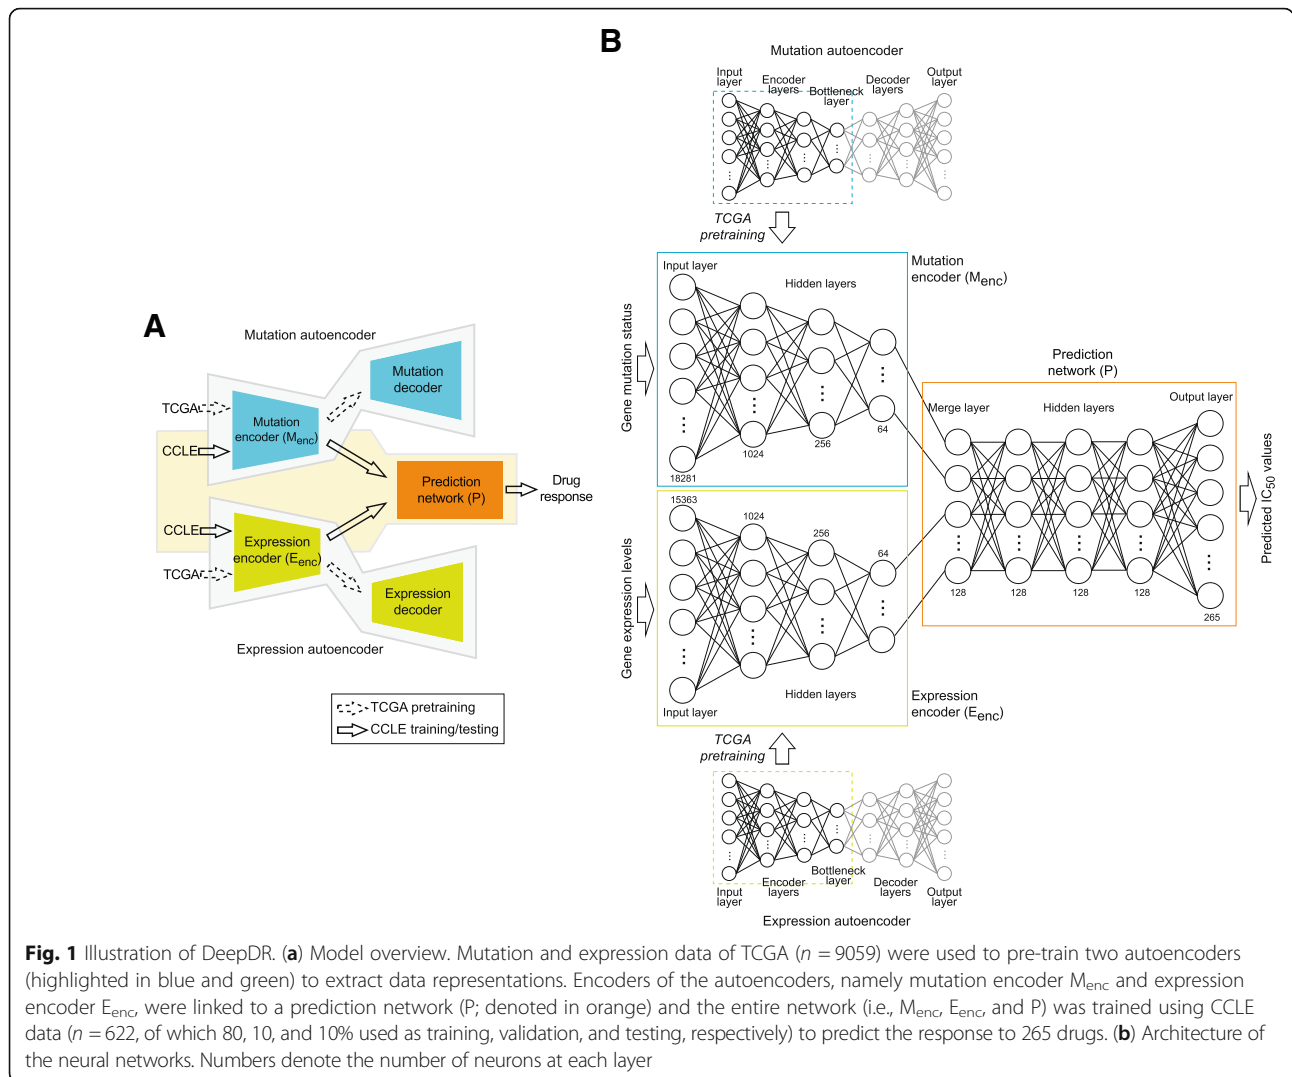 A
Mutation autoencoder
Mutation
decoder
TCGA
Mutation
encoder (Menc)
CCLE
Prediction
network (P)
Drug
response
CCLE
Expression
encoder (Eenc)
TCGA
Expression
decoder
Expression autoencoder
TCGA pretraining
CCLE training/testing
B
Mutation autoencoder
Input
layer
Encoder
layers
Bottleneck
layer
Decoder
layers
Output
layer
TCGA
pretraining
Mutation
encoder (Menc)
Input layer
Hidden layers
Gene mutation status
18281
1024
256
64
Prediction
network (P)
Merge layer
Hidden layers
Output layer
128
128
128
128
265
Predicted IC50 values
15363
1024
256
64
Gene expression levels
Input layer
Hidden layers
Expression
encoder (Eenc)
TCGA
pretraining
Input
layer
Encoder
layers
Bottleneck
layer
Decoder
layers
Output
layer
Expression autoencoder
Fig. 1 Illustration of DeepDR. (a) Model overview. Mutation and expression data of TCGA (n = 9059) were used to pre-train two autoencoders
(highlighted in blue and green) to extract data representations. Encoders of the autoencoders, namely mutation encoder Menc and expression
encoder Eenc, were linked to a prediction network (P; denoted in orange) and the entire network (i.e., Menc, Eenc, and P) was trained using CCLE
data (n = 622, of which 80, 10, and 10% used as training, validation, and testing, respectively) to predict the response to 265 drugs. (b) Architecture of
the neural networks. Numbers denote the number of neurons at each layer